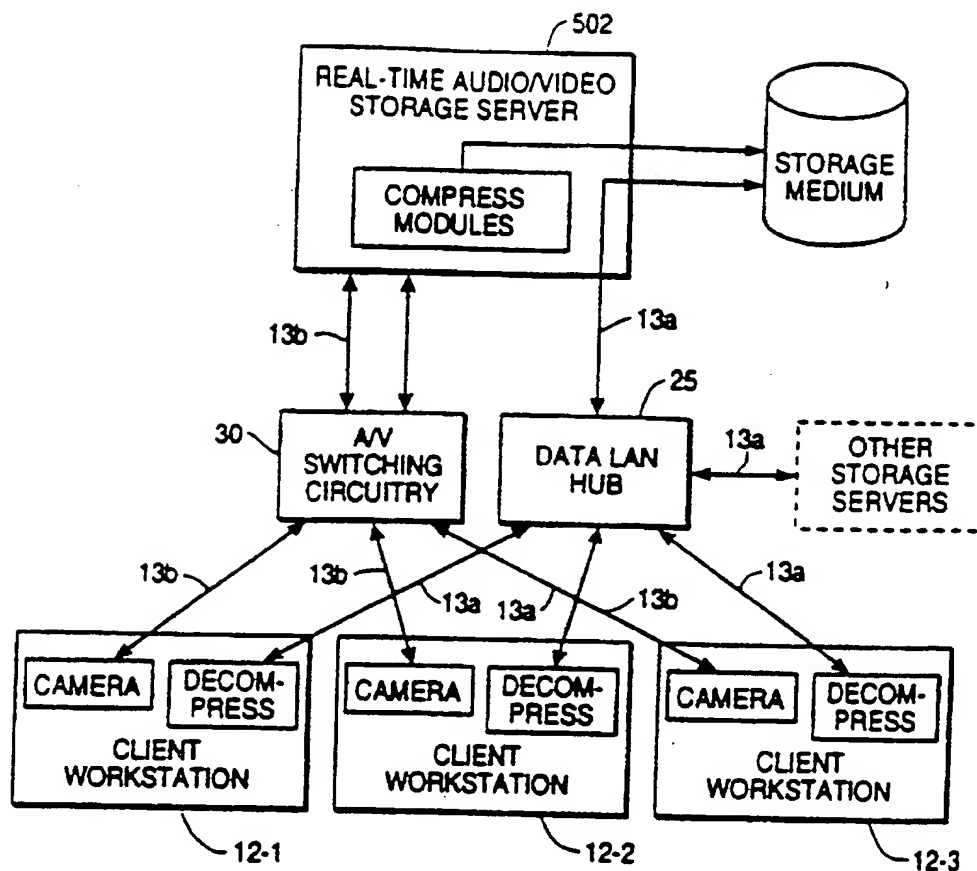 502
REAL-TIME AUDIO/VIDEO
STORAGE SERVER
COMPRESS
MODULES
STORAGE
MEDIUM
13b
13a
25
30
A/V
SWITCHING
CIRCUITRY
DATA LAN
HUB
13a
OTHER
STORAGE
SERVERS
13b
13b
13a
13a
13b
13a
CAMERA
DECOM-
PRESS
CLIENT
WORKSTATION
CAMERA
DECOM-
PRESS
CLIENT
WORKSTATION
CAMERA
DECOM-
PRESS
CLIENT
WORKSTATION
12-1
12-2
12-3